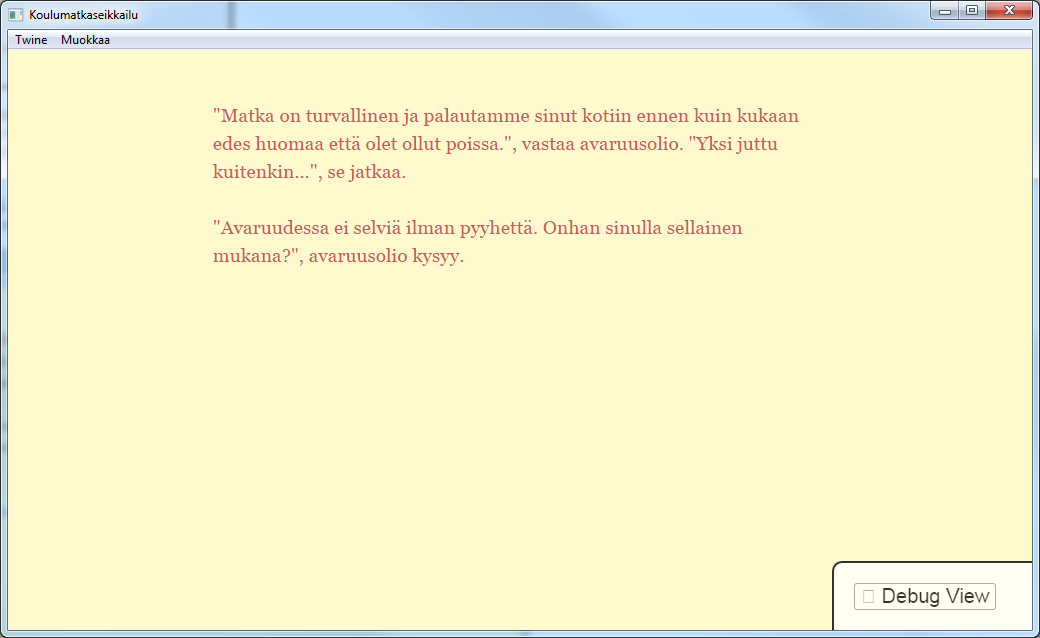 Koulumatkaseikkailu
Twine Muokkaa
"Matka on turvallinen ja palautamme sinut kotiin ennen kuin kukaan
edes huomaa että olet ollut poissa.", vastaa avaruusolio. "Yksi juttu
kuitenkin...", se jatkaa.
"Avaruudessa ei selviä ilman pyyhettä. Onhan sinulla sellainen
mukana?", avaruusolio kysyy.
Debug View